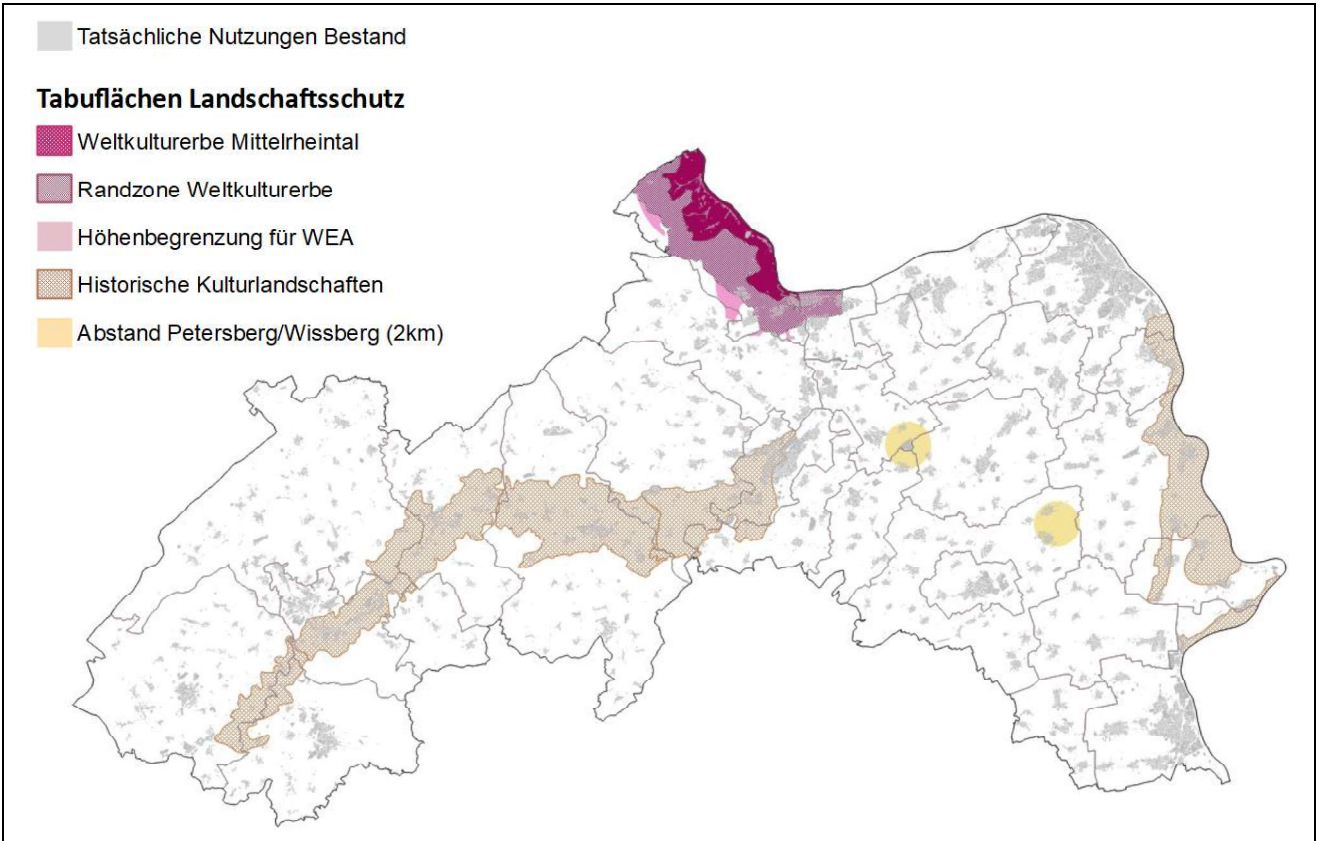 Tatsächliche Nutzungen Bestand
Tabuflächen Landschaftsschutz
Weltkulturerbe Mittelrheintal
Randzone Weltkulturerbe
Höhenbegrenzung für WEA
Historische Kulturlandschaften
Abstand Petersberg/Wissberg (2km)